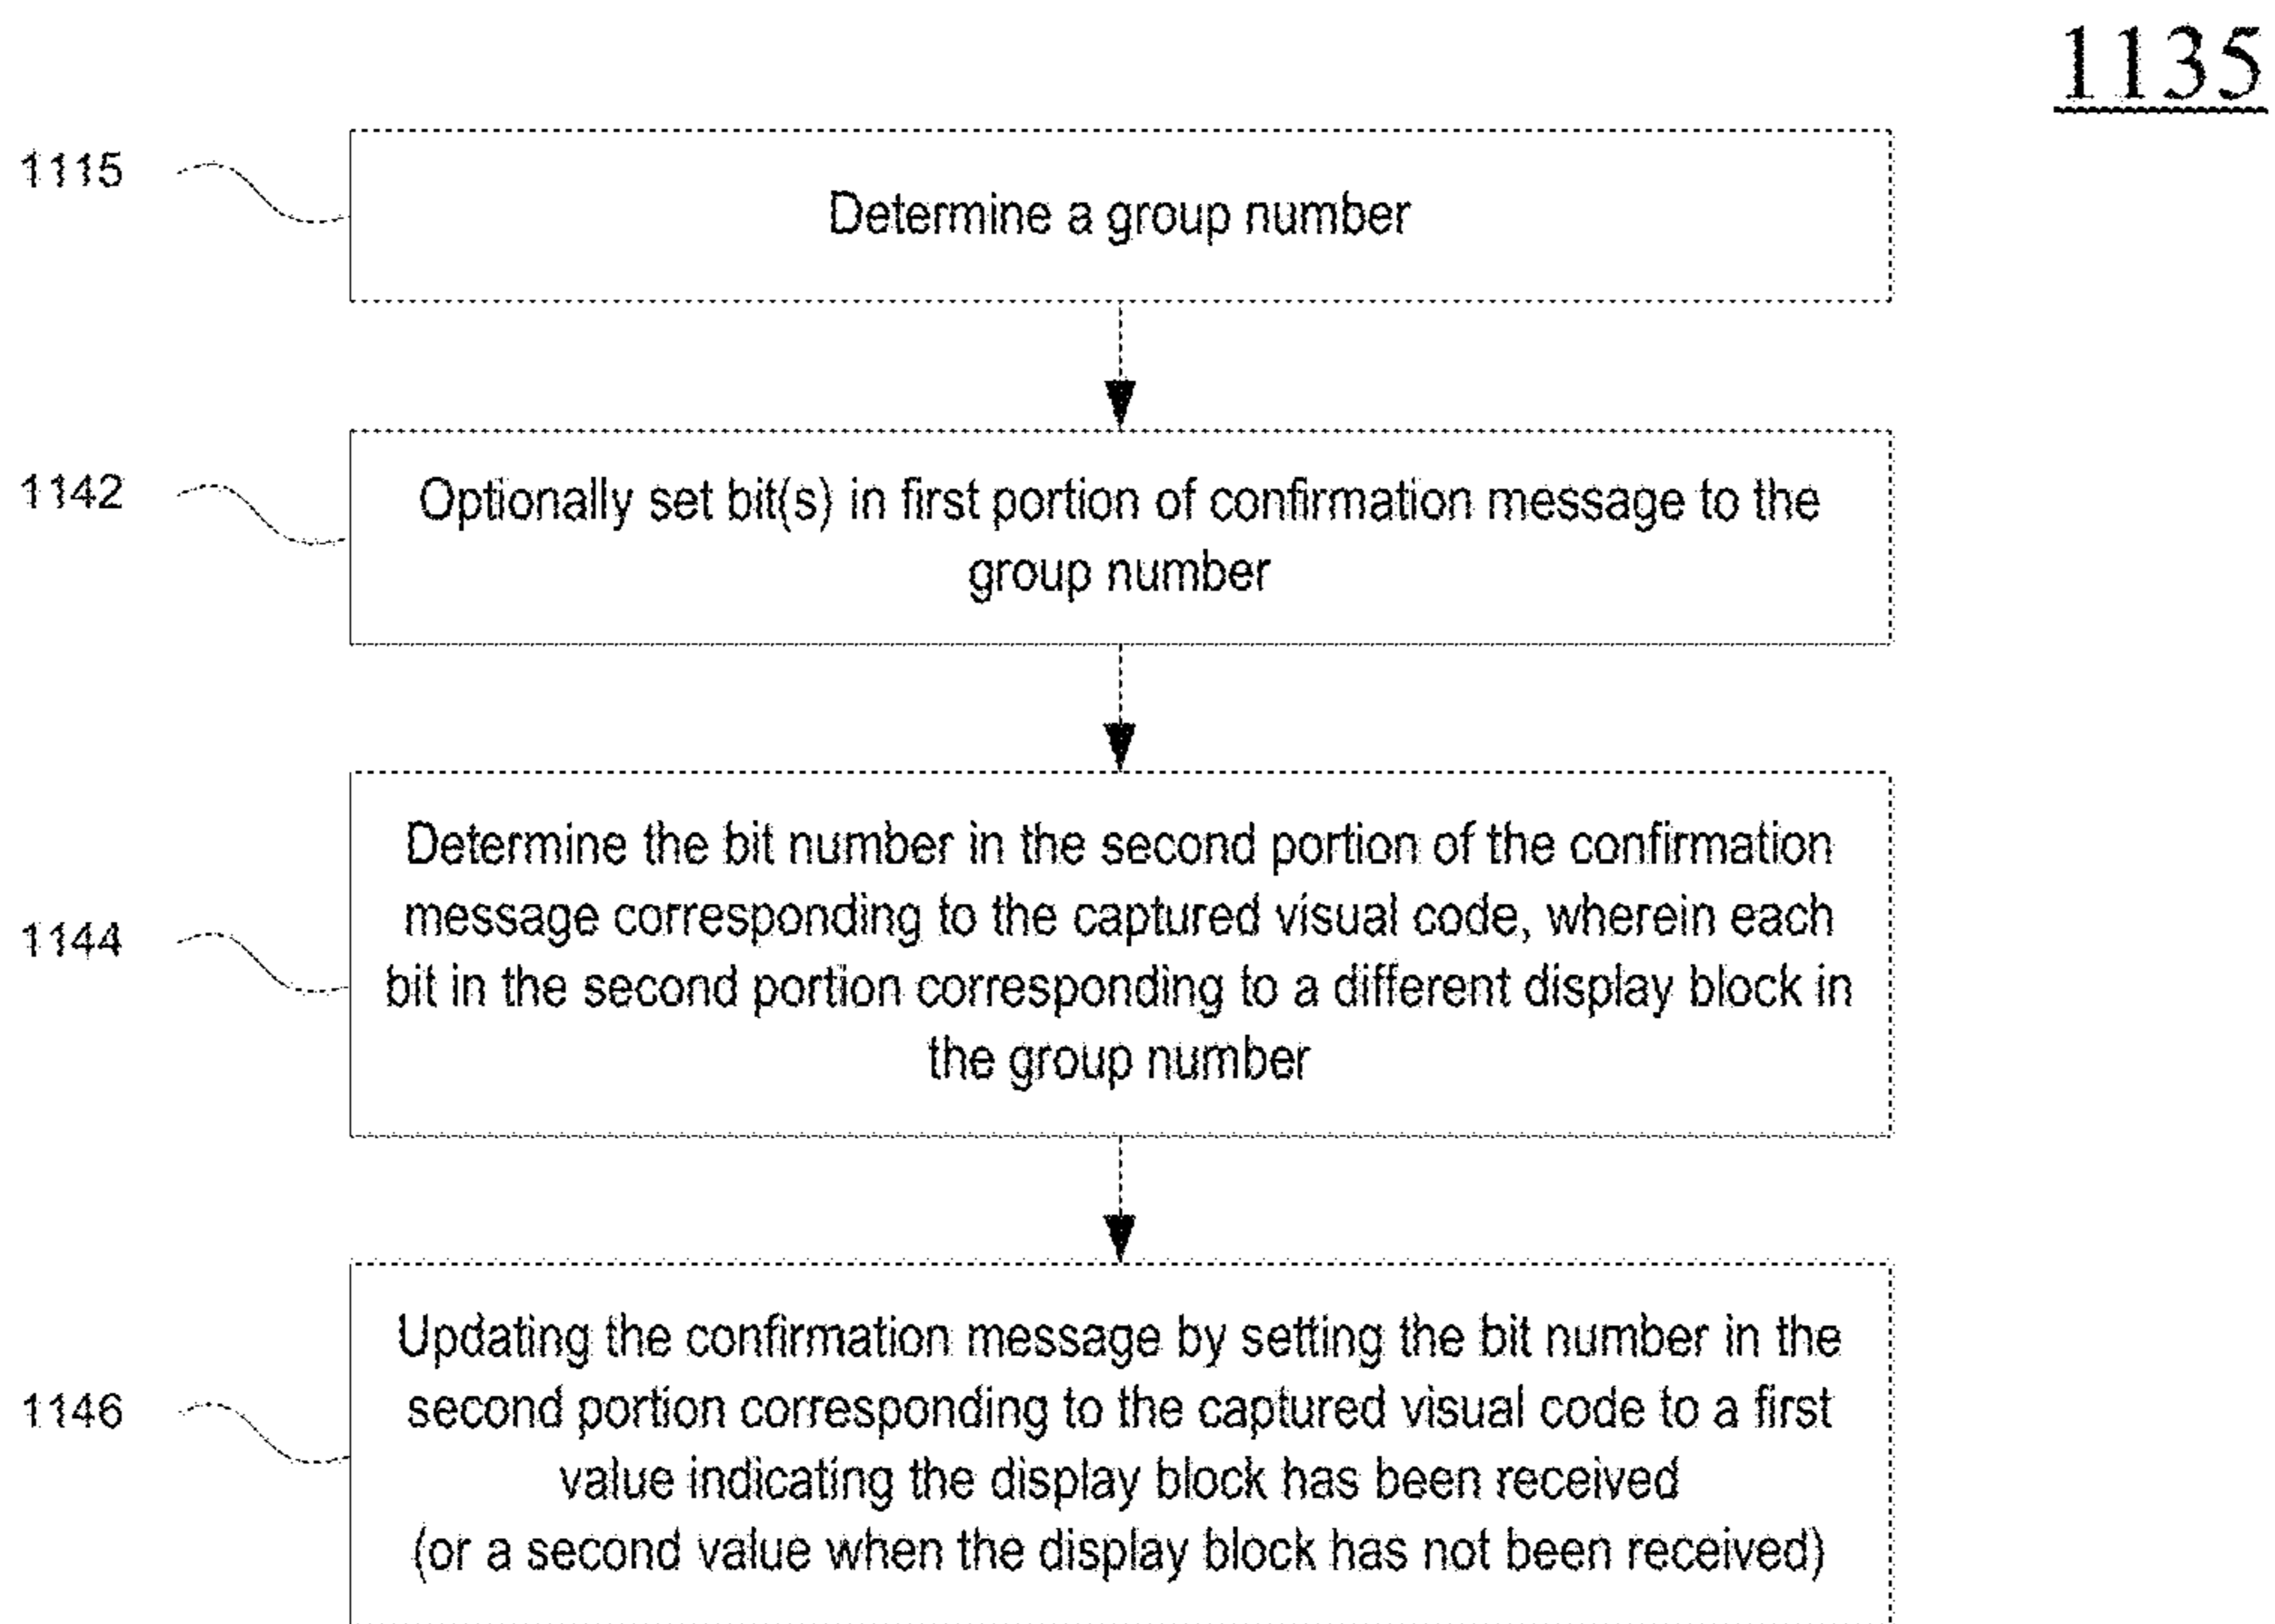 1135
1115
Determine a group number
1142
Optionally set bit(s) in first portion of confirmation message to the
group number
Determine the bit number in the second portion of the confirmation
message corresponding to the captured visual code, wherein each
1144
bit in the second portion corresponding to a different display block in
the group number
Updating the confirmation message by setting the bit number in the
second portion corresponding to the captured visual code to a first
1146
value indicating the display block has been received
(or a second value when the display block has not been received)